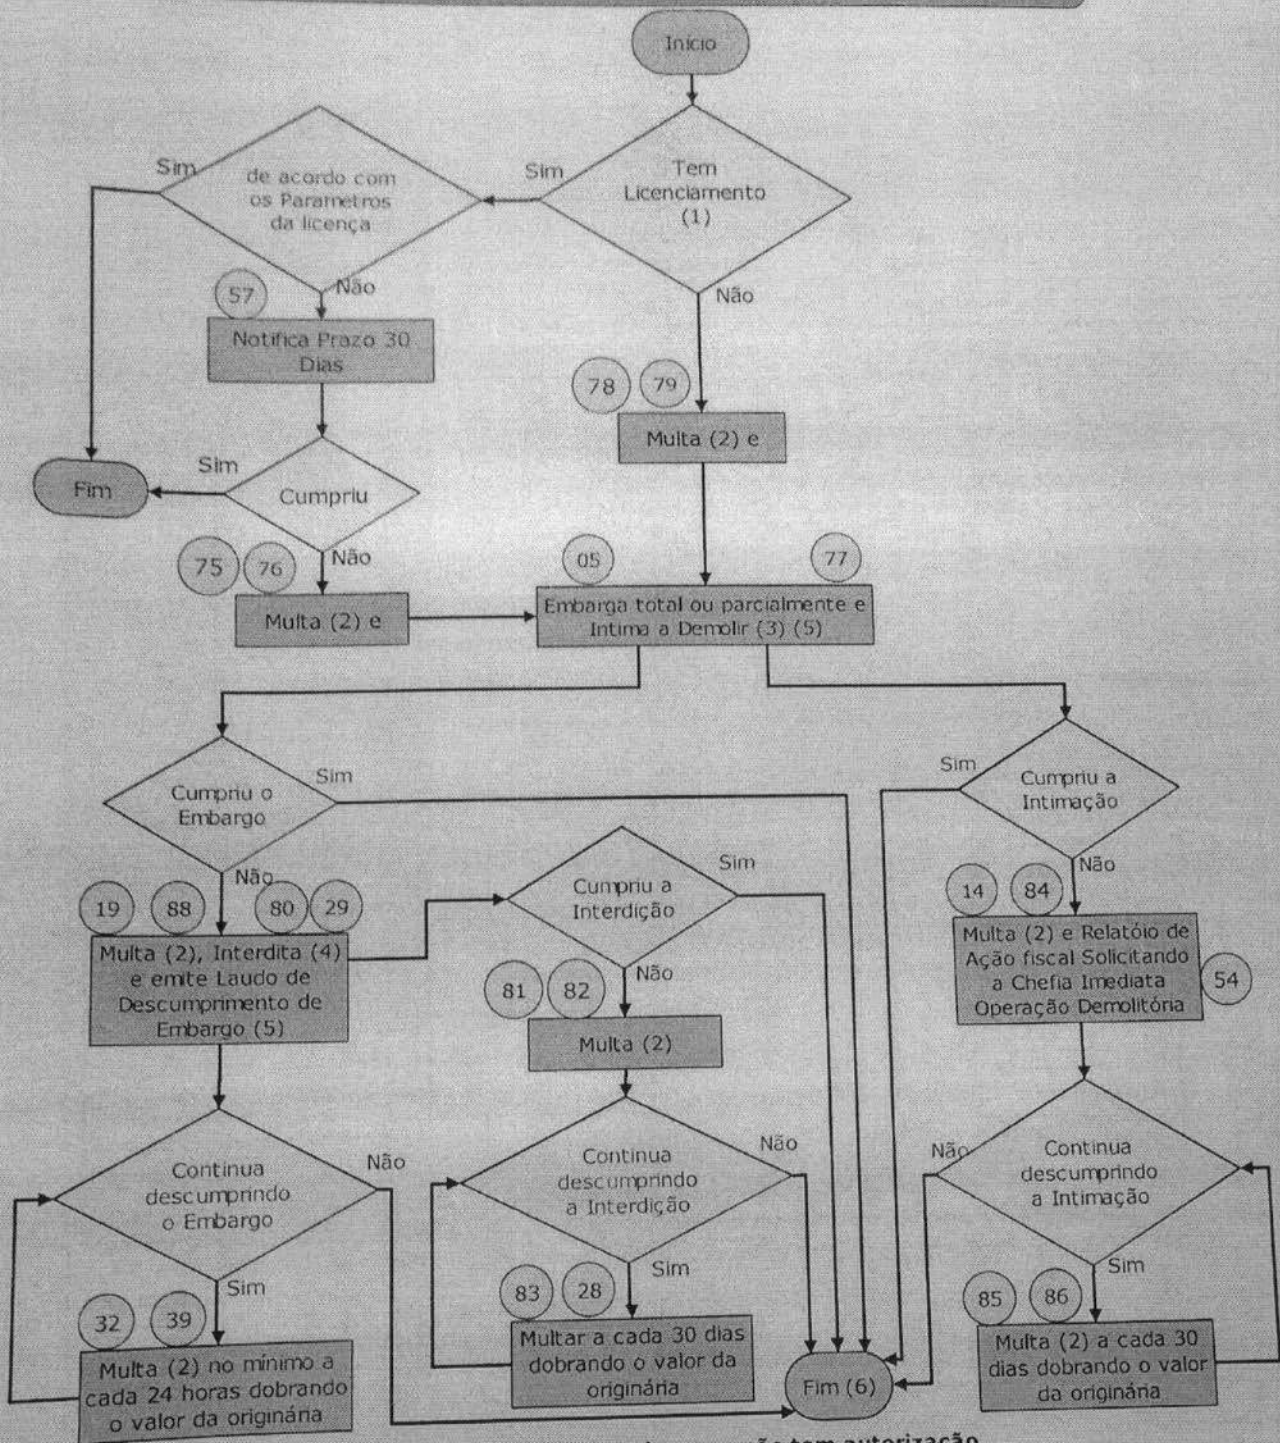 Início
Tem
Licenciamento
(1)
Sim
de acordo com
os Parametros
da licença
Sim
Não
57
Notifica Prazo 30
Dias
Não
78
79
Multa (2) e
Sim
Cumpriu
Fim
Não
75
76
Multa (2) e
05
77
Embarga total ou parcialmente e
Intima a Demolir (3) (5)
Cumpriu o
Embargo
Sim
Sim
Cumpriu a
Intimação
Não
19
88
80
29
Multa (2), Interdita (4)
e emite Laudo de
Descumprimento de
Embargo (5)
Cumpriu a
Interdição
Sim
Não
81
82
Multa (2)
Não
14
84
Multa (2) e Relatóio de
Ação fiscal Solicitando
a Chefia Imediata
Operação Demolitória
54
Continua
descumprindo
o Embargo
Não
Continua
descumprindo
a Interdição
Não
Não
Continua
descumprindo
a Intimação
Sim
32
39
Multa (2) no mínimo a
cada 24 horas dobrando
o valor da originária
Sim
83
28
Multar a cada 30 dias
dobrando o valor da
originária
Fim (6)
Sim
85
86
Multa (2) a cada 30
dias dobrando o valor
da originária
não tem autorização